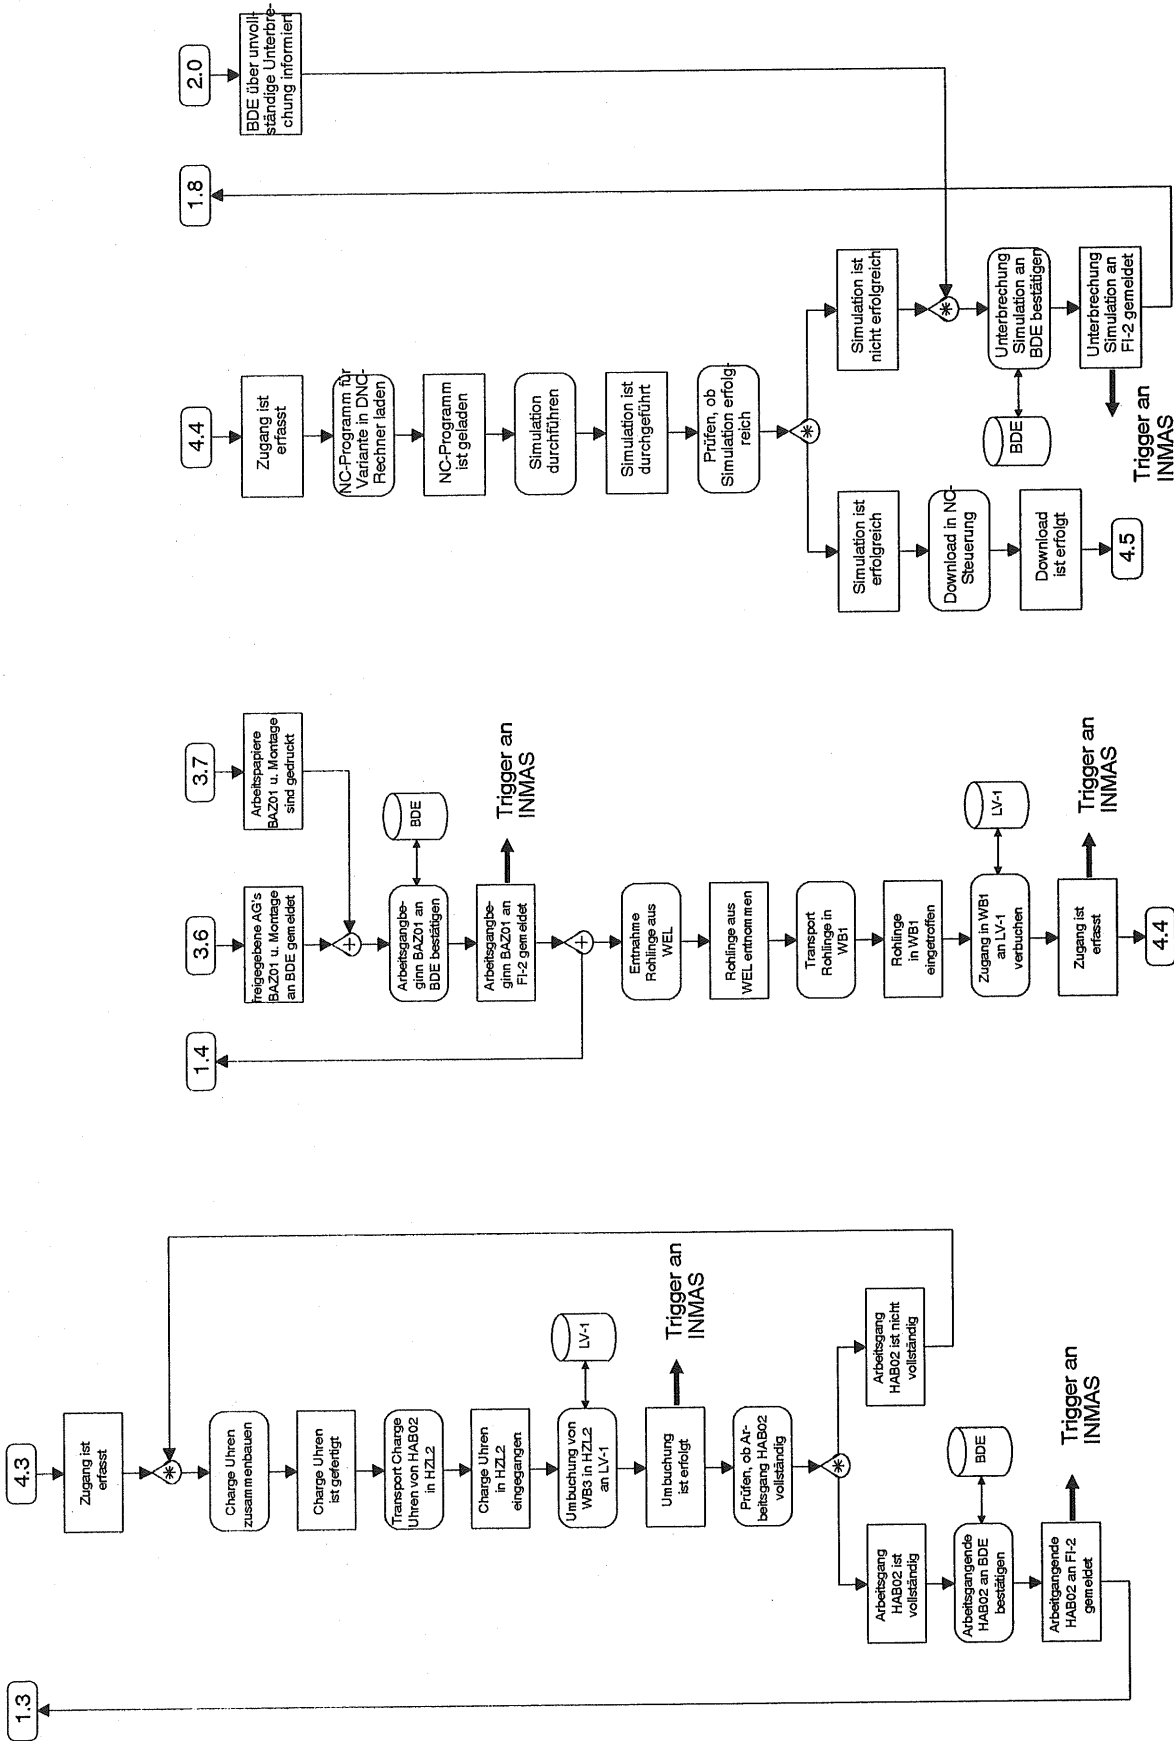 1.3
4.3
Zugang ist
erfasst
*
Charge Uhren
zusammenbauen
Charge Uhren
ist gefertigt
Transport Charge
Uhren von HAB02
in HZL2
Charge Uhren
in HZL2
eingegangen
Umbuchung von
WB3 in HZL2
an LV-1
LV-1
Umbuchung
ist erfolgt
Trigger an
INMAS
Prüfen, ob Ar-
beitsgang HAB02
vollständig
*
Arbeitsgang
HAB02 ist
vollständig
Arbeitsgang
HAB02 ist nicht
vollständig
Arbeitsgangende
HAB02 an BDE
bestätigen
BDE
Arbeitgangende
HAB02 an FI-2
gemeldet
Trigger an
INMAS
1.4
3.6
3.7
freigegebene AG's
BAZ01 u. Montage
an BDE gemeldet
Arbeitspapiere
BAZ01 u. Montage
sind gedruckt
+
Arbeitsgangbe-
ginn BAZ01 an
BDE bestätigen
BDE
Arbeitsgangbe-
ginn BAZ01 an
FI-2 gemeldet
Trigger an
INMAS
+
Entnahme
Rohlinge aus
WEL
Rohlinge aus
WEL entnommen
Transport
Rohlinge in
WB1
Rohlinge
in WB1
eingetroffen
Zugang in WB1
an LV-1
verbuchen
LV-1
Zugang ist
erfasst
Trigger an
INMAS
4.4
4.4
1.8
2.0
Zugang ist
erfasst
BDE über unvoll-
ständige Unterbre-
chung informiert
NC-Programm für
Variante in DNC-
Rechner laden
NC-Programm
ist geladen
Simulation
durchführen
Simulation ist
durchgeführt
Prüfen, ob
Simulation erfolg-
reich
*
Simulation ist
erfolgreich
Simulation ist
nicht erfolgreich
Download in NC-
Steuerung
*
Download
ist erfolgt
BDE
Unterbrechung
Simulation an
BDE bestätigen
4.5
Unterbrechung
Simulation an
FI-2 gemeldet
Trigger an
INMAS